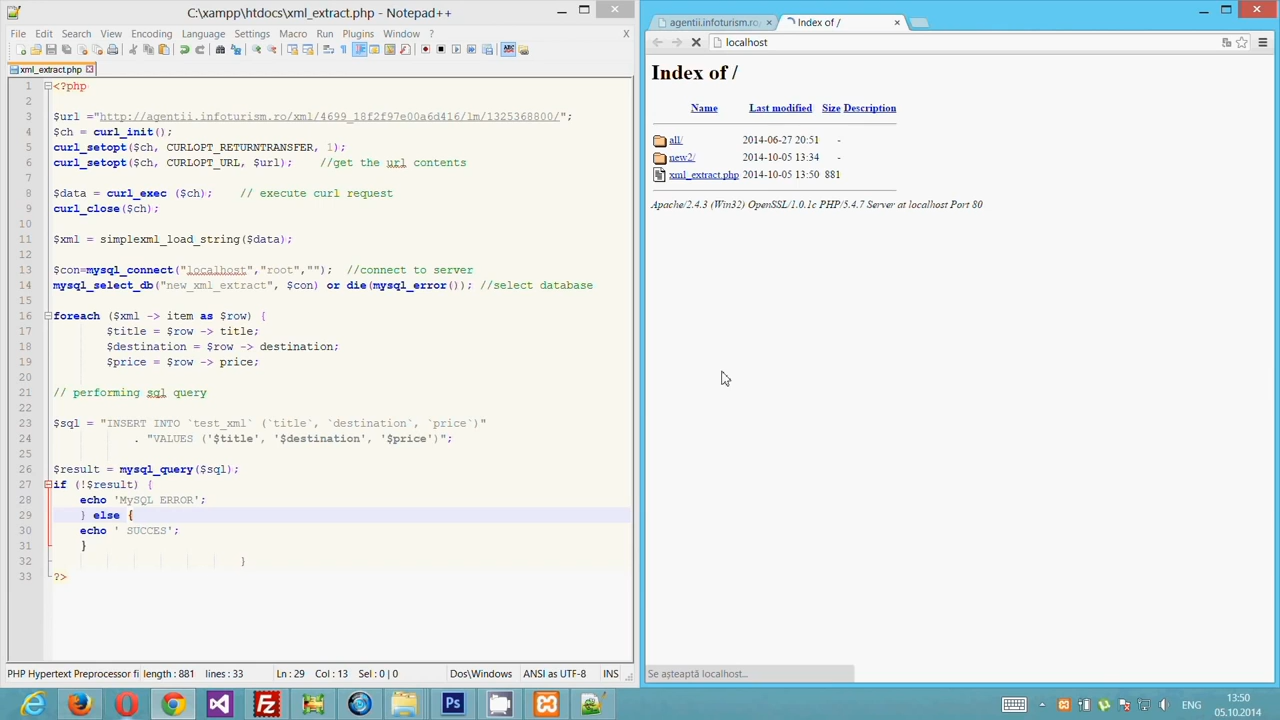 C:\xampp\htdocs\xml_extract.php - Notepad++
File Edit Search View Encoding Language Settings Macro Run Plugins Window ? X
xml_extract.php
1 <?php
2
3 $url ="http://agentii.infoturism.ro/xml/4699_18f2f97e00a6d416/lm/1325368800/";
4 $ch = curl_init();
5 curl_setopt($ch, CURLOPT_RETURNTRANSFER, 1);
6 curl_setopt($ch, CURLOPT_URL, $url); //get the url contents
7
8 $data = curl_exec ($ch); // execute curl request
9 curl_close($ch);
10
11 $xml = simplexml_load_string($data);
12
13 $con=mysql_connect("localhost","root",""); //connect to server
14 mysql_select_db("new_xml_extract", $con) or die(mysql_error()); //select database
15
16 foreach ($xml -> item as $row) {
17 $title = $row -> title;
18 $destination = $row -> destination;
19 $price = $row -> price;
20
21 // performing sql query
22
23 $sql = "INSERT INTO `test_xml` (`title`, `destination`, `price`)"
24 . "VALUES ('$title', '$destination', '$price')";
25
26 $result = mysql_query($sql);
27 if (!$result) {
28 echo 'MySQL ERROR';
29 } else {
30 echo ' SUCCES';
31 }
32 }
33 ?>
PHP Hypertext Preprocessor fi length : 881 lines : 33 Ln : 29 Col : 13 Sel : 0 | 0 Dos\Windows ANSI as UTF-8 INS
agentii.infoturism.ro/ Index of /
localhost
Index of /
Name Last modified Size Description
all/ 2014-06-27 20:51 -
new2/ 2014-10-05 13:34 -
xml_extract.php 2014-10-05 13:50 881
Apache/2.4.3 (Win32) OpenSSL/1.0.1c PHP/5.4.7 Server at localhost Port 80
Se așteaptă localhost...
Ps
ENG
13:50
05.10.2014